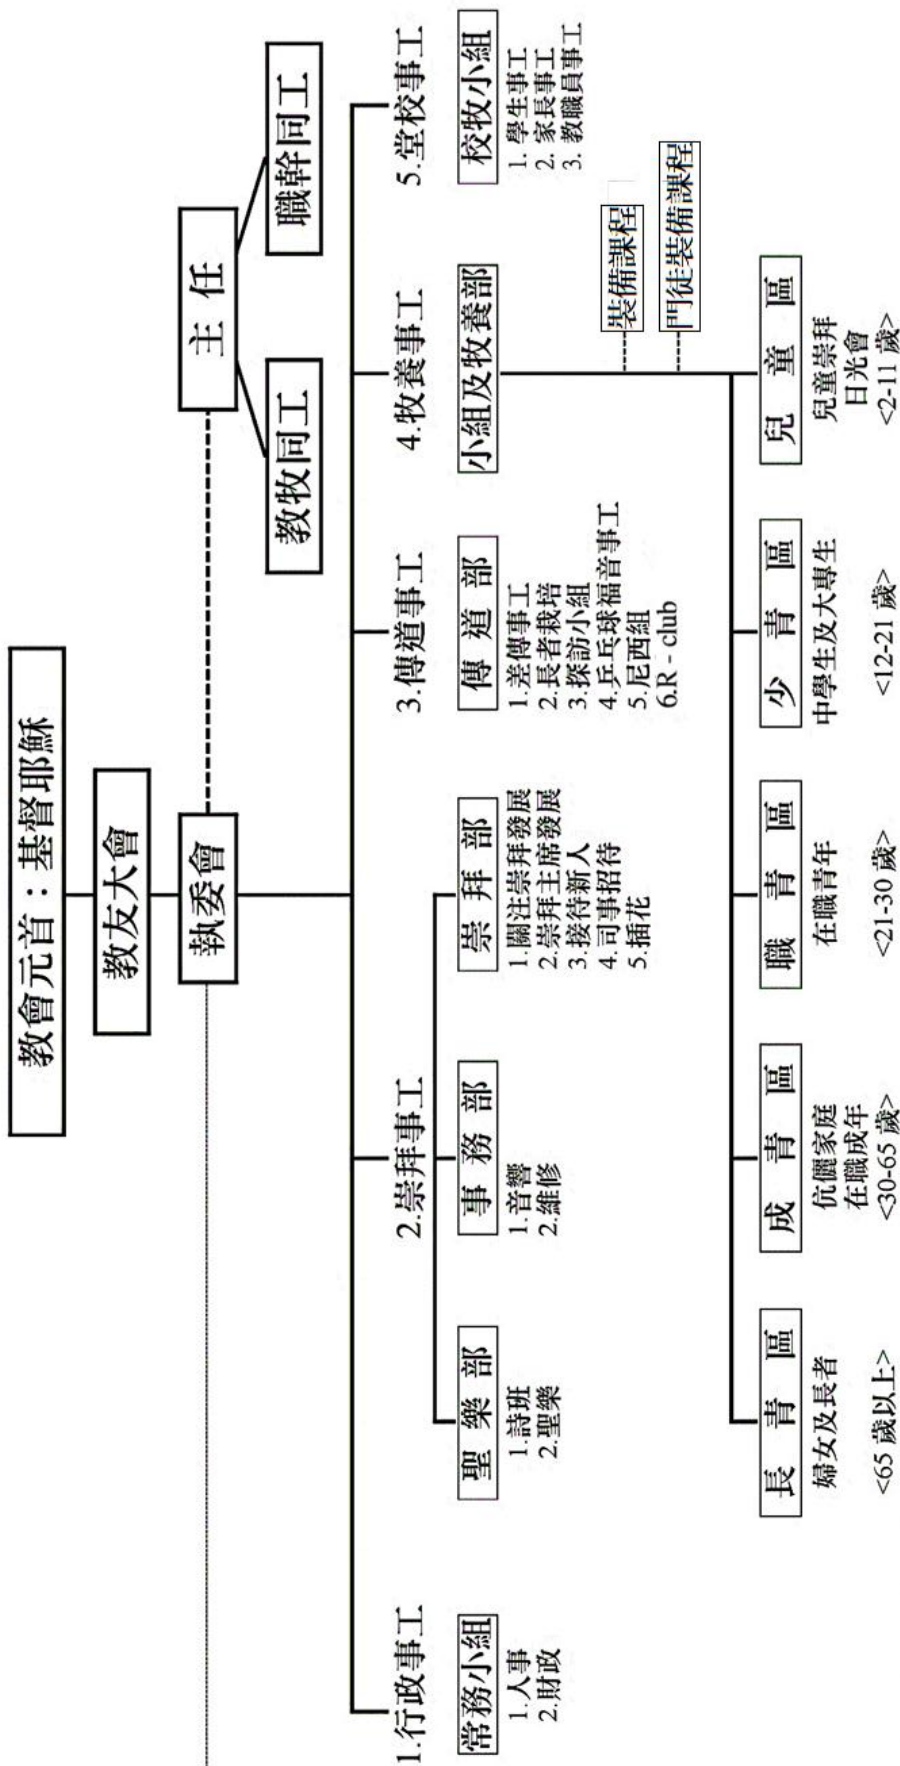 教會元首：基督耶穌
教友大會
執委會
主任
教牧同工
職幹同工
1.行政事工
常務小組
1.人事
2.財政
2.崇拜事工
聖樂部
1.詩班
2.聖樂
事務部
1.音響
2.維修
崇拜部
1.關注崇拜發展
2.崇拜主席發展
3.接待新人
4.司事招待
5.插花
3.傳道事工
傳道部
1.差傳事工
2.長者栽培
3.探訪小組
4.乒乓球福音事工
5.尼西組
6.R - club
4.牧養事工
小組及牧養部
裝備課程
門徒裝備課程
5.堂校事工
校牧小組
1. 學生事工
2. 家長事工
3. 教職員事工
長青區
婦女及長者
<65 歲以上>
成青區
伉儷家庭
在職成年
<30-65 歲>
職青區
在職青年
<21-30 歲>
少青區
中學生及大專生
<12-21 歲>
兒童區
兒童崇拜
日光會
<2-11 歲>